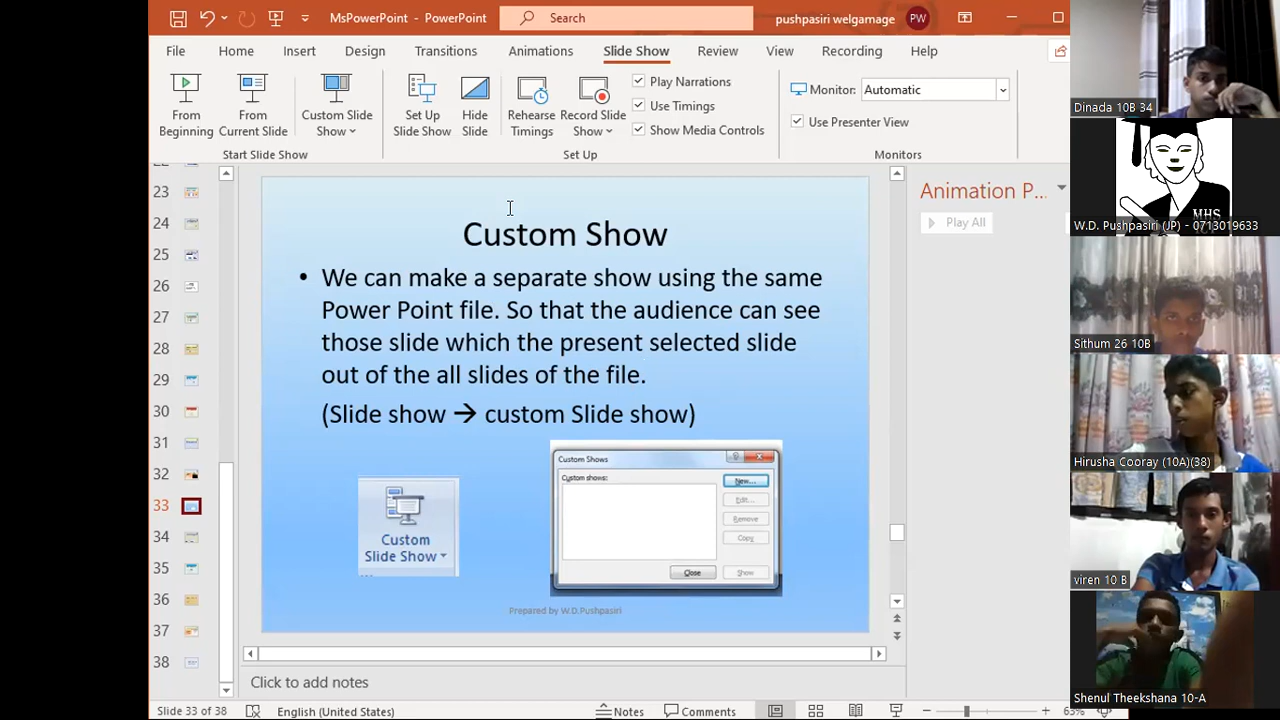 MsPowerPoint - PowerPoint
Search
pushpasiri welgamage
PW
File Home Insert Design Transitions Animations Slide Show Review View Recording Help
From Beginning
From Current Slide
Custom Slide Show
Set Up Slide Show
Hide Slide
Rehearse Timings
Record Slide Show
Play Narrations
Use Timings
Show Media Controls
Monitor: Automatic
Use Presenter View
Start Slide Show
Set Up
Monitors
23
24
25
26
27
28
29
30
31
32
33
34
35
36
37
38
Custom Show
• We can make a separate show using the same
Power Point file. So that the audience can see
those slide which the present selected slide
out of the all slides of the file.
(Slide show → custom Slide show)
Custom
Slide Show
Custom Shows
Custom shows:
New...
Edit...
Remove
Copy
Close
Show
Prepared by W.D.Pushpasiri
Animation P...
Play All
Click to add notes
Slide 33 of 38
English (United States)
Notes
Comments
63%
Dinada 10B 34
MHS
W.D. Pushpasiri (JP) - 0713019633
Sithum 26 10B
Hirusha Cooray (10A)(38)
viren 10 B
Shenul Theekshana 10-A